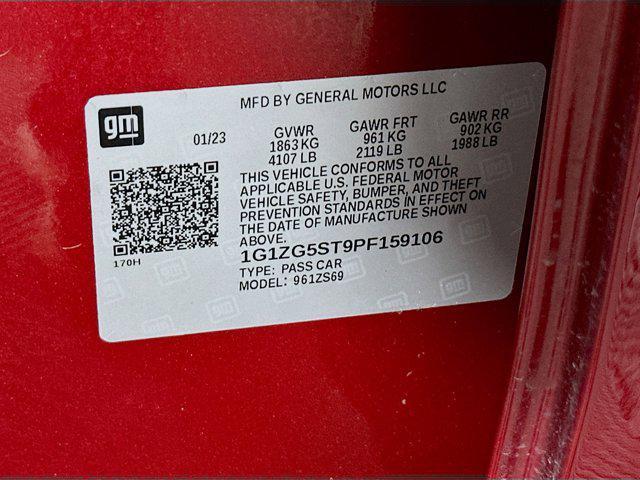 MFD BY GENERAL MOTORS LLC
gm
01/23
GVWR GAWR FRT GAWR RR
1863 KG 961 KG 902 KG
4107 LB 2119 LB 1988 LB
THIS VEHICLE CONFORMS TO ALL
APPLICABLE U.S. FEDERAL MOTOR
VEHICLE SAFETY, BUMPER, AND THEFT
PREVENTION STANDARDS IN EFFECT ON
THE DATE OF MANUFACTURE SHOWN
ABOVE.
170H
1G1ZG5ST9PF159106
TYPE: PASS CAR
MODEL: 961ZS69